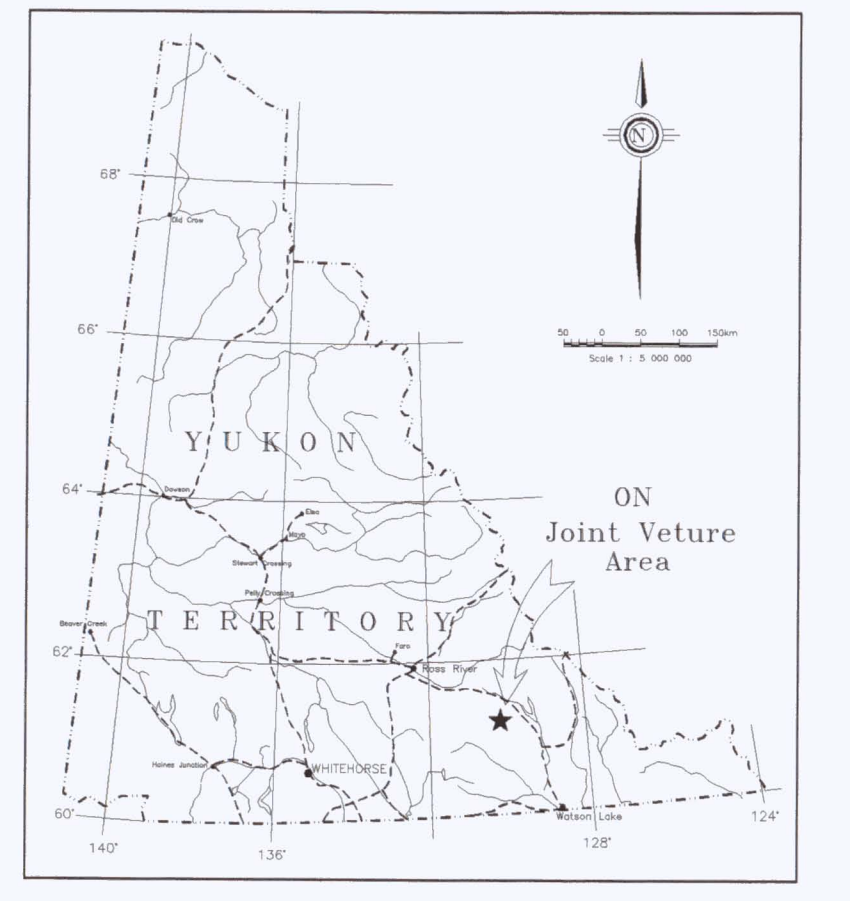 N
68°
Old Crow
66°
50 0 50 100 150km
Scale 1 : 5 000 000
YUKON
64°
Dawson
Elsa
Mayo
Stewart Crossing
ON
Joint Veture
Area
Pelly Crossing
TERRITORY
Beaver Creek
62°
Faro
Ross River
Haines Junction
WHITEHORSE
60°
Watson Lake
140°
136°
128°
124°